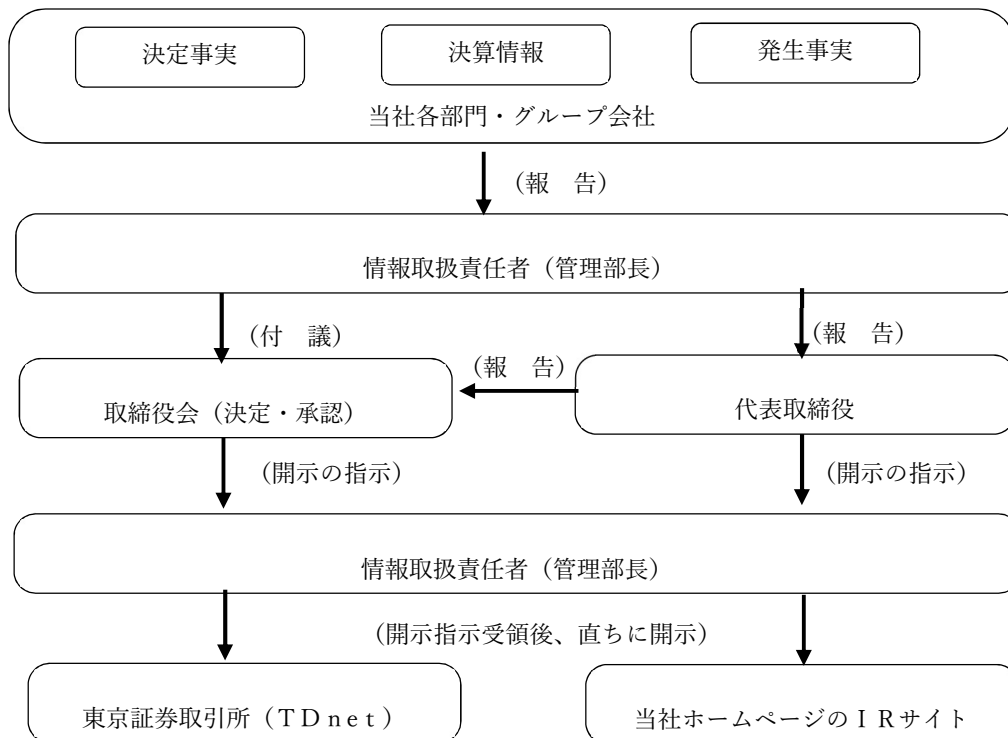 決定事実
決算情報
発生事実
当社各部門・グループ会社
（報　告）
情報取扱責任者（管理部長）
（付　議）
（報　告）
（報　告）
取締役会（決定・承認）
代表取締役
（開示の指示）
（開示の指示）
情報取扱責任者（管理部長）
（開示指示受領後、直ちに開示）
東京証券取引所（ＴＤｎｅｔ）
当社ホームページのＩＲサイト